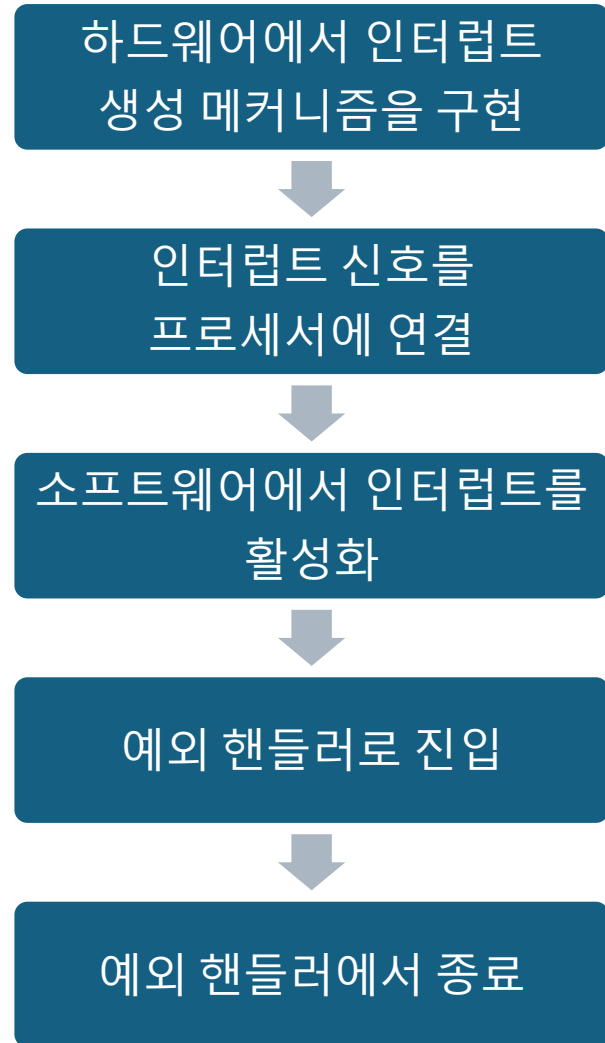 하드웨어에서 인터럽트
생성 메커니즘을 구현
인터럽트 신호를
프로세서에 연결
소프트웨어에서 인터럽트를
활성화
예외 핸들러로 진입
예외 핸들러에서 종료